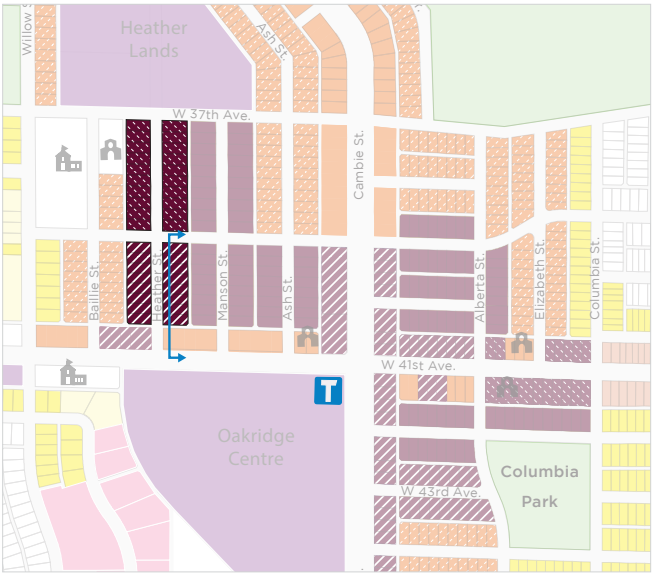 Willow S
Heather
Lands
Ash St.
r.
W 37th Ave.
Cambie St.
Baillie St.
Heather St.
Manson St.
Ash St.
Alberta St.
Elizabeth St.
Columbia St.
W 41st Ave.
T
Oakridge
Centre
Columbia
Park
W 43rd Ave.